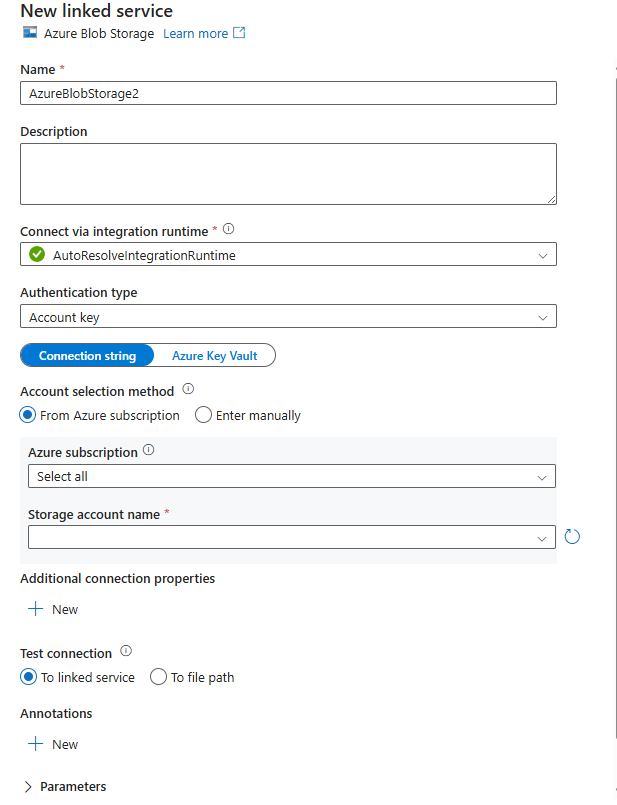 New linked service
Azure Blob Storage Learn more
Name *
AzureBlobStorage2
Description
Connect via integration runtime *
AutoResolveIntegrationRuntime
Authentication type
Account key
Connection string Azure Key Vault
Account selection method
From Azure subscription Enter manually
Azure subscription
Select all
Storage account name *
Additional connection properties
New
Test connection
To linked service To file path
Annotations
New
Parameters